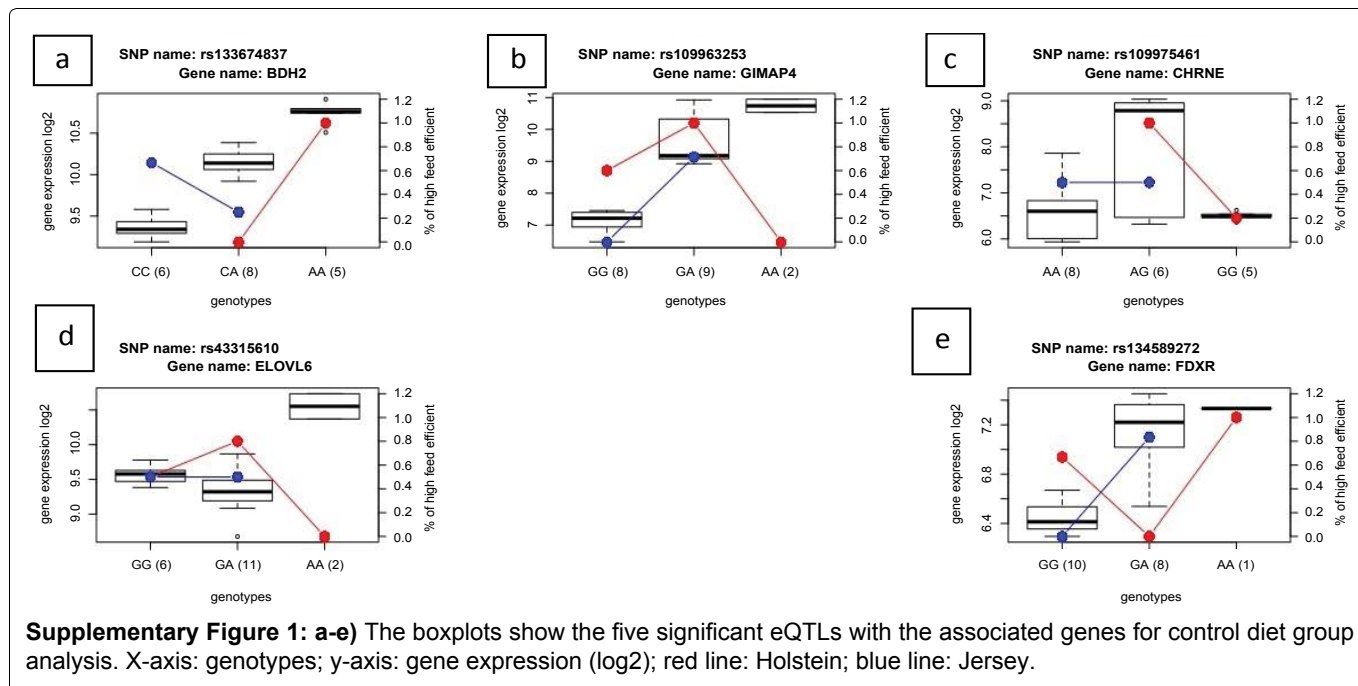 a
SNP name: rs133674837
Gene name: BDH2
gene expression log2
10.5
10.0
9.5
1.2
1.0
0.8
0.6
0.4
0.2
0.0
% of high feed efficient
CC (6) CA (8) AA (5)
genotypes
b
SNP name: rs109963253
Gene name: GIMAP4
gene expression log2
11
10
9
8
7
1.2
1.0
0.8
0.6
0.4
0.2
0.0
% of high feed efficient
GG (8) GA (9) AA (2)
genotypes
c
SNP name: rs109975461
Gene name: CHRNE
gene expression log2
9.0
8.0
7.0
6.0
1.2
1.0
0.8
0.6
0.4
0.2
0.0
% of high feed efficient
AA (8) AG (6) GG (5)
genotypes
d
SNP name: rs43315610
Gene name: ELOVL6
gene expression log2
10.0
9.5
9.0
1.2
1.0
0.8
0.6
0.4
0.2
0.0
% of high feed efficient
GG (6) GA (11) AA (2)
genotypes
e
SNP name: rs134589272
Gene name: FDXR
gene expression log2
7.2
6.8
6.4
1.2
1.0
0.8
0.6
0.4
0.2
0.0
% of high feed efficient
GG (10) GA (8) AA (1)
genotypes
Supplementary Figure 1: a-e) The boxplots show the five significant eQTLs with the associated genes for control diet group
analysis. X-axis: genotypes; y-axis: gene expression (log2); red line: Holstein; blue line: Jersey.